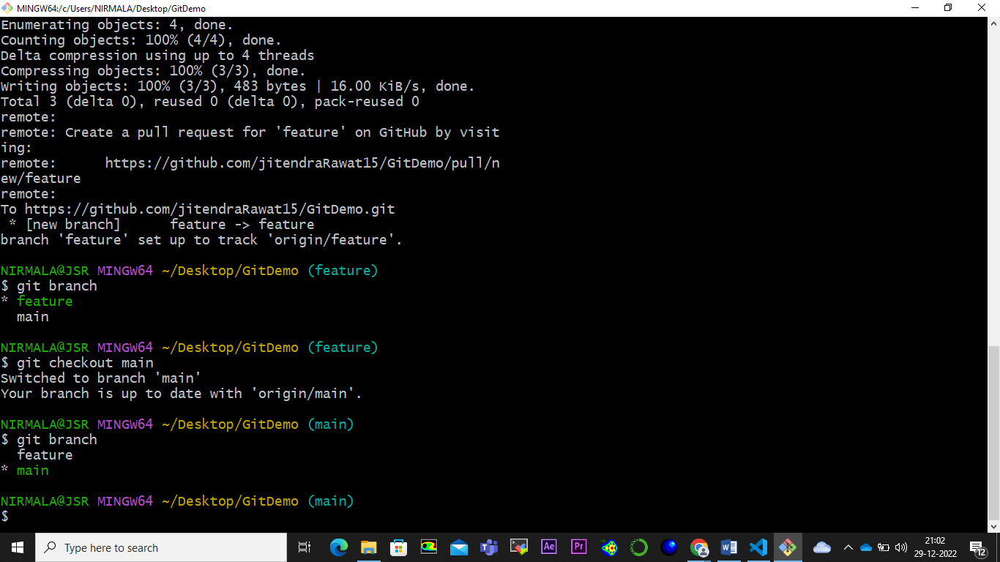 MINGW64:/c/Users/NIRMALA/Desktop/GitDemo
Enumerating objects: 4, done.
Counting objects: 100% (4/4), done.
Delta compression using up to 4 threads
Compressing objects: 100% (3/3), done.
Writing objects: 100% (3/3), 483 bytes | 16.00 KiB/s, done.
Total 3 (delta 0), reused 0 (delta 0), pack-reused 0
remote:
remote: Create a pull request for 'feature' on GitHub by visit
ing:
remote:      https://github.com/jitendraRawat15/GitDemo/pull/n
ew/feature
remote:
To https://github.com/jitendraRawat15/GitDemo.git
 * [new branch]      feature -> feature
branch 'feature' set up to track 'origin/feature'.
NIRMALA@JSR MINGW64 ~/Desktop/GitDemo (feature)
$ git branch
* feature
  main
NIRMALA@JSR MINGW64 ~/Desktop/GitDemo (feature)
$ git checkout main
Switched to branch 'main'
Your branch is up to date with 'origin/main'.
NIRMALA@JSR MINGW64 ~/Desktop/GitDemo (main)
$ git branch
  feature
* main
NIRMALA@JSR MINGW64 ~/Desktop/GitDemo (main)
$
Type here to search
Ae
Pr
21:02
29-12-2022
12